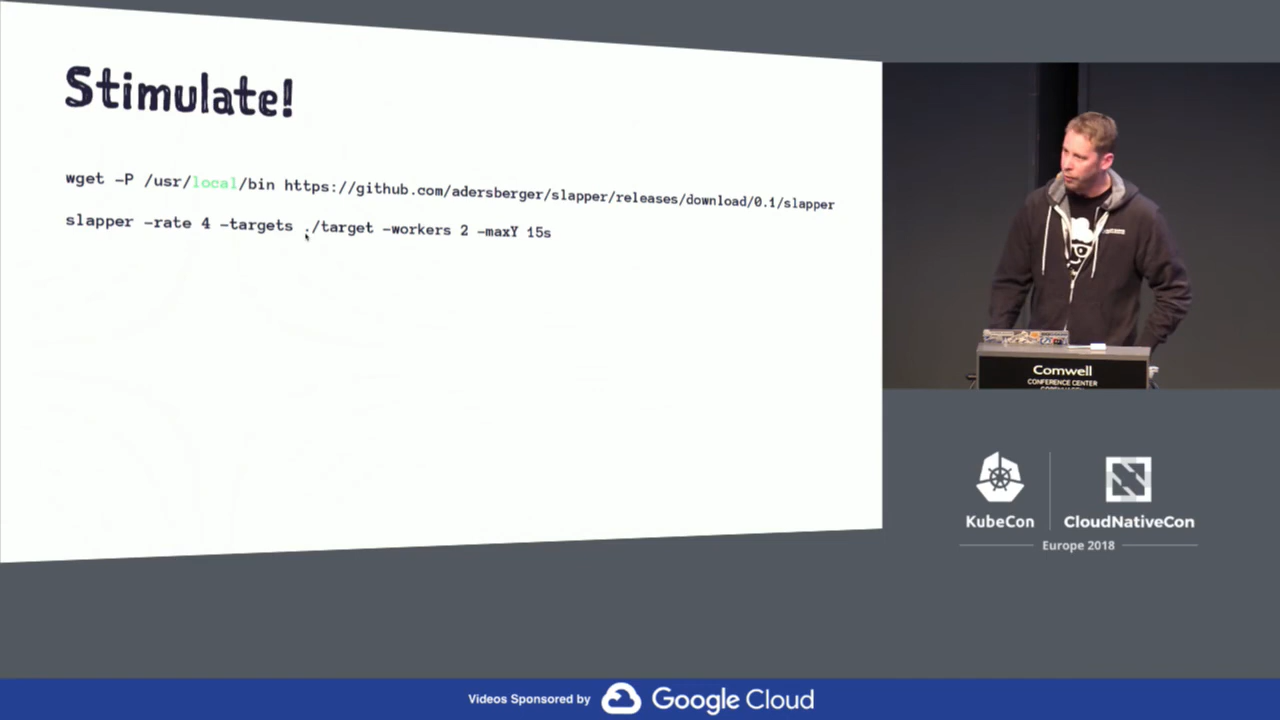 Stimulate!
wget -P /usr/local/bin https://github.com/adersberger/slapper/releases/download/0.1/slapper
slapper -rate 4 -targets ./target -workers 2 -maxY 15s
Comwell
CONFERENCE CENTER
KubeCon
CloudNativeCon
Europe 2018
Videos Sponsored by Google Cloud